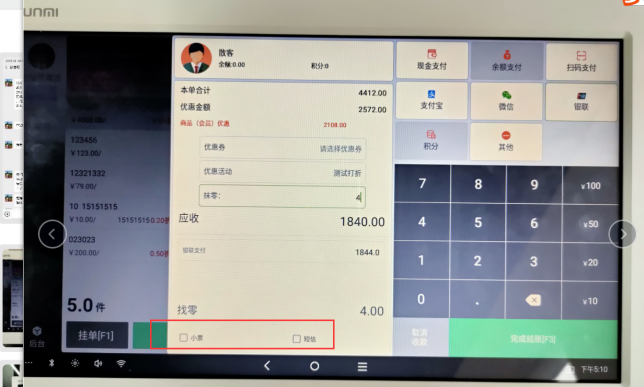 UNMI
散客
余额:0.00
积分:0
现金支付
余额支付
扫码支付
本单合计
4412.00
优惠金额
2572.00
商品（会员）优惠
2108.00
支付宝
微信
银联
优惠券
请选择优惠券
积分
其他
优惠活动
测试打折
抹零:
4
应收
1840.00
银联支付
1844.0
找零
4.00
小票
短信
123456
￥123.00/
12321332
￥79.00/
10 15151515
￥10.00/
15151515
0.20折
023023
￥200.00/
0.50折
5.0 件
后台
挂单[F1]
7
8
9
¥100
4
5
6
¥50
1
2
3
¥20
0
.
¥10
取消
收款
完成结账[F5]
下午5:10